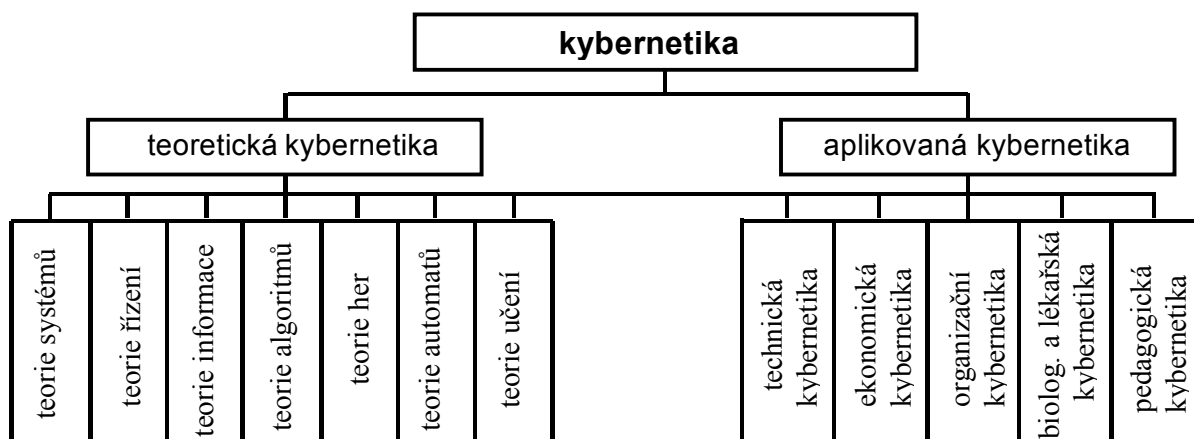 kybernetika
teoretická kybernetika
aplikovaná kybernetika
teorie systémů
teorie řízení
teorie informace
teorie algoritmů
teorie her
teorie automatů
teorie učení
technická
kybernetika
ekonomická
kybernetika
organizační
kybernetika
biolog. a lékařská
kybernetika
pedagogická
kybernetika